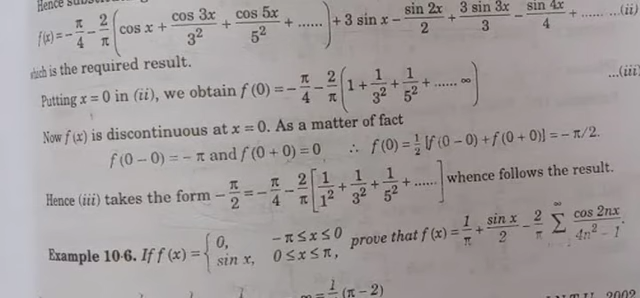 Hence
f(x) = − π/4 − 2/π (cos x + cos 3x/3² + cos 5x/5² + ......) + 3 sin x − sin 2x/2 + 3 sin 3x/3 − sin 4x/4 + ...... ...(ii)
which is the required result.
Putting x = 0 in (ii), we obtain f (0) = − π/4 − 2/π (1 + 1/3² + 1/5² + ...... ∞) ...(iii)
Now f (x) is discontinuous at x = 0. As a matter of fact
f (0 − 0) = − π and f (0 + 0) = 0 ∴ f(0) = ½ [f (0 − 0) + f (0 + 0)] = − π/2.
Hence (iii) takes the form − π/2 = − π/4 − 2/π [1/1² + 1/3² + 1/5² + ......] whence follows the result.
Example 10·6. If f (x) = { 0, − π ≤ x ≤ 0 sin x, 0 ≤ x ≤ π, prove that f (x) = 1/π + sin x/2 − 2/π ∑ ∞ cos 2nx/4n² − 1.
2002
(π − 2)